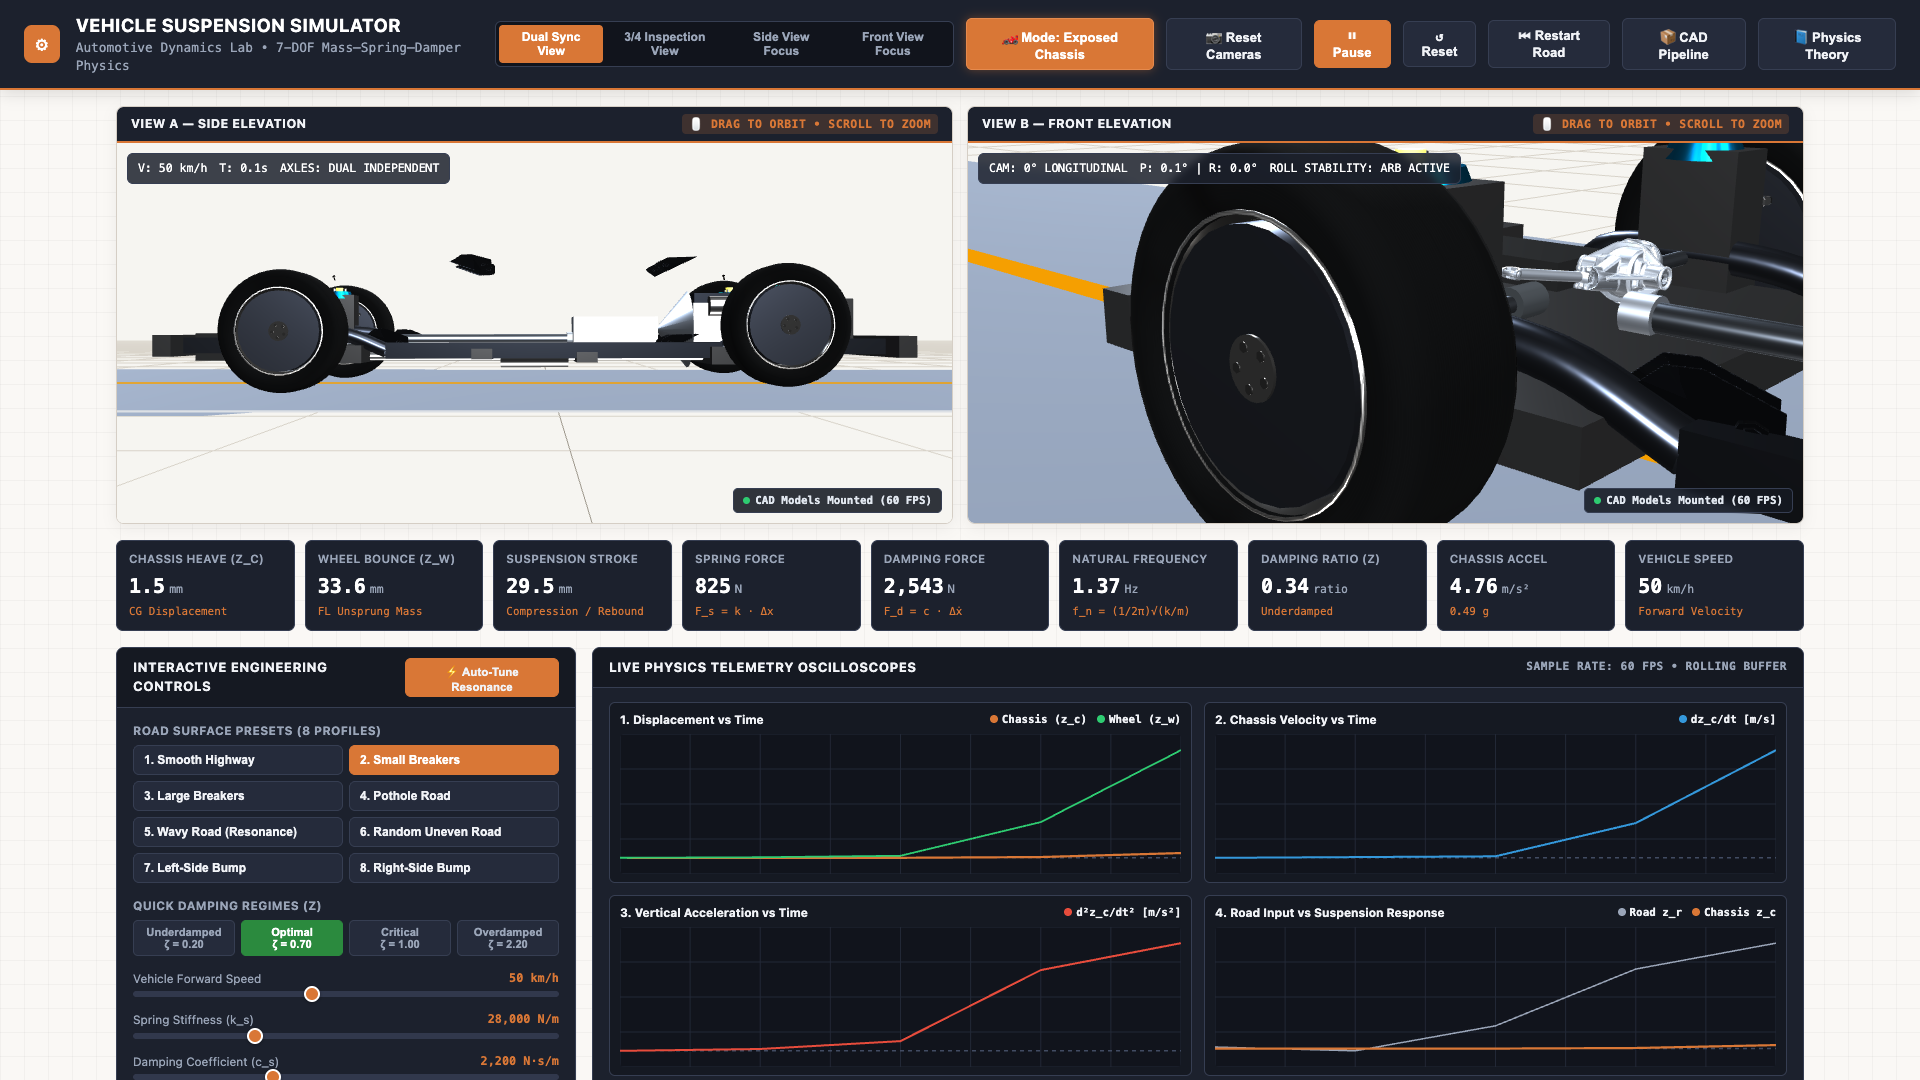 VEHICLE SUSPENSION SIMULATOR
Automotive Dynamics Lab • 7-DOF Mass–Spring–Damper
Physics
Dual Sync
View
3/4 Inspection
View
Side View
Focus
Front View
Focus
Mode: Exposed
Chassis
Reset
Cameras
Pause
↺
Reset
Restart
Road
CAD
Pipeline
Physics
Theory
VIEW A — SIDE ELEVATION
DRAG TO ORBIT • SCROLL TO ZOOM
V: 50 km/h T: 0.1s AXLES: DUAL INDEPENDENT
CAD Models Mounted (60 FPS)
VIEW B — FRONT ELEVATION
DRAG TO ORBIT • SCROLL TO ZOOM
CAM: 0° LONGITUDINAL P: 0.1° | R: 0.0° ROLL STABILITY: ARB ACTIVE
CAD Models Mounted (60 FPS)
CHASSIS HEAVE (Z_C)
1.5 mm
CG Displacement
WHEEL BOUNCE (Z_W)
33.6 mm
FL Unsprung Mass
SUSPENSION STROKE
29.5 mm
Compression / Rebound
SPRING FORCE
825 N
F_s = k · Δx
DAMPING FORCE
2,543 N
F_d = c · Δẋ
NATURAL FREQUENCY
1.37 Hz
f_n = (1/2π)√(k/m)
DAMPING RATIO (Ζ)
0.34 ratio
Underdamped
CHASSIS ACCEL
4.76 m/s²
0.49 g
VEHICLE SPEED
50 km/h
Forward Velocity
INTERACTIVE ENGINEERING
CONTROLS
⚡ Auto-Tune
Resonance
ROAD SURFACE PRESETS (8 PROFILES)
1. Smooth Highway
2. Small Breakers
3. Large Breakers
4. Pothole Road
5. Wavy Road (Resonance)
6. Random Uneven Road
7. Left-Side Bump
8. Right-Side Bump
QUICK DAMPING REGIMES (Ζ)
Underdamped
ζ = 0.20
Optimal
ζ = 0.70
Critical
ζ = 1.00
Overdamped
ζ = 2.20
Vehicle Forward Speed
50 km/h
Spring Stiffness (k_s)
28,000 N/m
Damping Coefficient (c_s)
2,200 N·s/m
LIVE PHYSICS TELEMETRY OSCILLOSCOPES
SAMPLE RATE: 60 FPS • ROLLING BUFFER
1. Displacement vs Time
Chassis (z_c)
Wheel (z_w)
2. Chassis Velocity vs Time
dz_c/dt [m/s]
3. Vertical Acceleration vs Time
d²z_c/dt² [m/s²]
4. Road Input vs Suspension Response
Road z_r
Chassis z_c